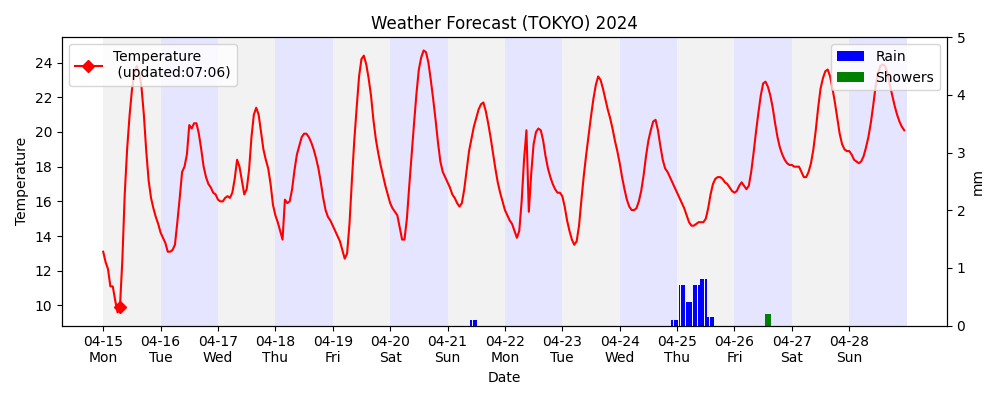 Weather Forecast (TOKYO) 2024
Temperature
(updated:07:06)
Rain
Showers
Temperature
24
22
20
18
16
14
12
10
5
4
3
2
1
0
mm
04-15 04-16 04-17 04-18 04-19 04-20 04-21 04-22 04-23 04-24 04-25 04-26 04-27 04-28
Mon Tue Wed Thu Fri Sat Sun Mon Tue Wed Thu Fri Sat Sun
Date